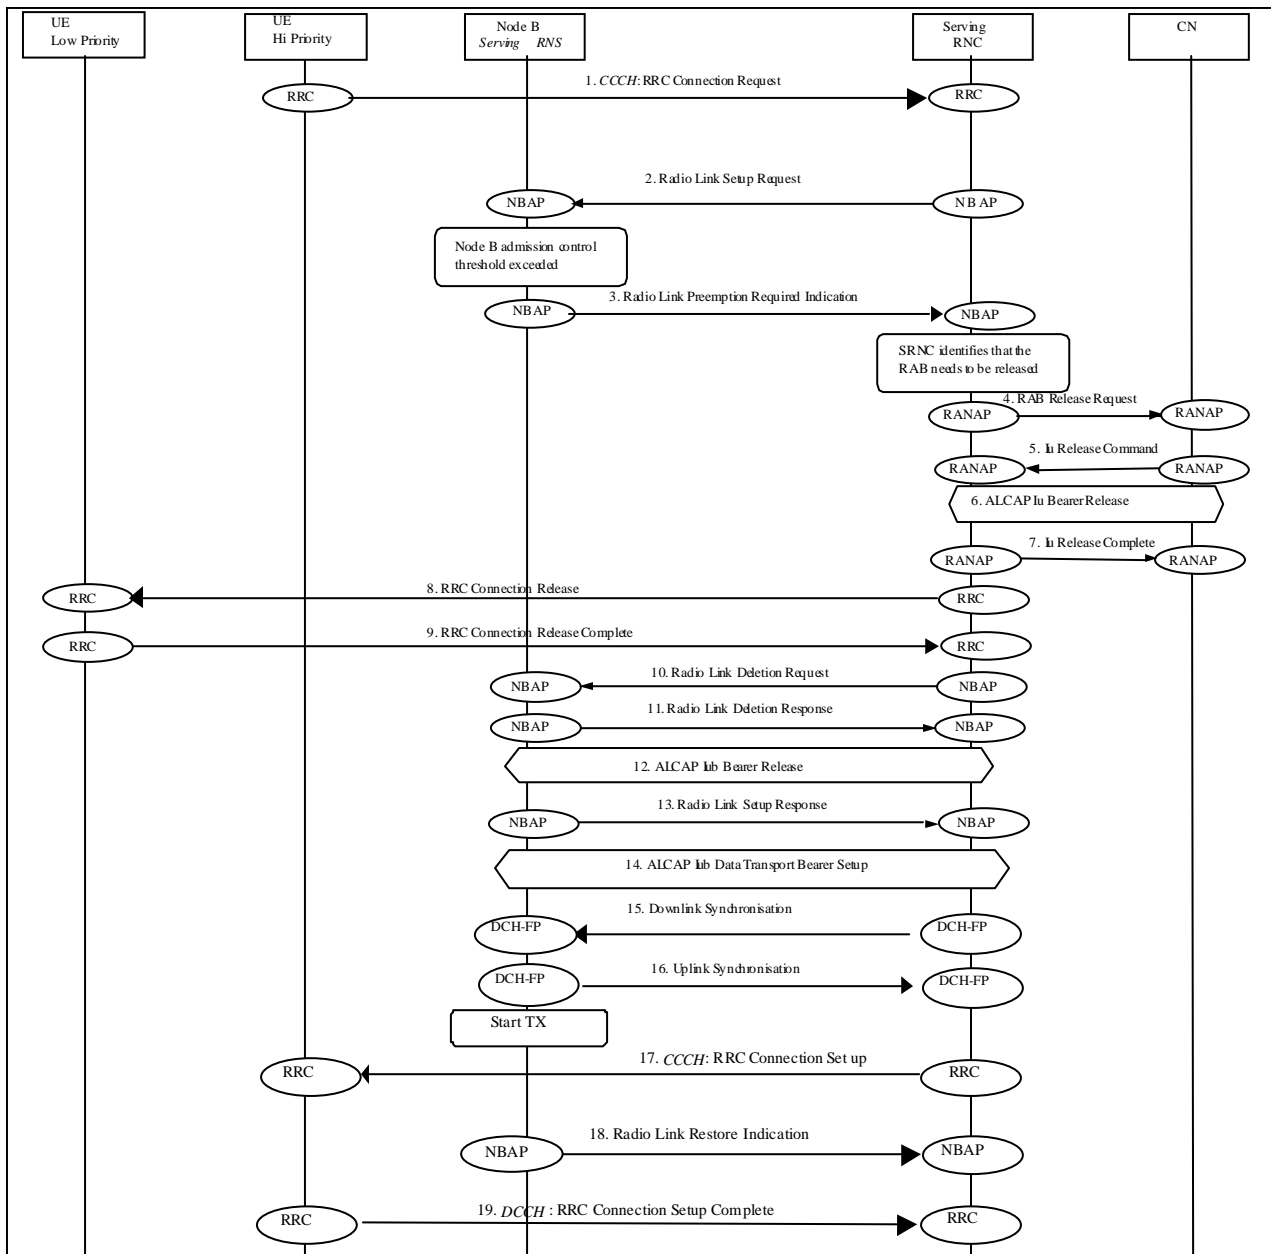 UE
Low Priority
UE
Hi Priority
Node B
Serving RNS
Serving
RNC
CN
1. CCCH: RRC Connection Request
RRC
RRC
2. Radio Link Setup Request
NBAP
NBAP
Node B admission control
threshold exceeded
3. Radio Link Preemption Required Indication
NBAP
NBAP
SRNC identifies that the
RAB needs to be released
4. RAB Release Request
RANAP
RANAP
5. Iu Release Command
RANAP
RANAP
6. ALCAP Iu Bearer Release
7. Iu Release Complete
RANAP
RANAP
8. RRC Connection Release
RRC
RRC
9. RRC Connection Release Complete
RRC
RRC
10. Radio Link Deletion Request
NBAP
NBAP
11. Radio Link Deletion Response
NBAP
NBAP
12. ALCAP Iub Bearer Release
13. Radio Link Setup Response
NBAP
NBAP
14. ALCAP Iub Data Transport Bearer Setup
15. Downlink Synchronisation
DCH-FP
DCH-FP
16. Uplink Synchronisation
DCH-FP
DCH-FP
Start TX
17. CCCH: RRC Connection Set up
RRC
RRC
18. Radio Link Restore Indication
NBAP
NBAP
19. DCCH : RRC Connection Setup Complete
RRC
RRC